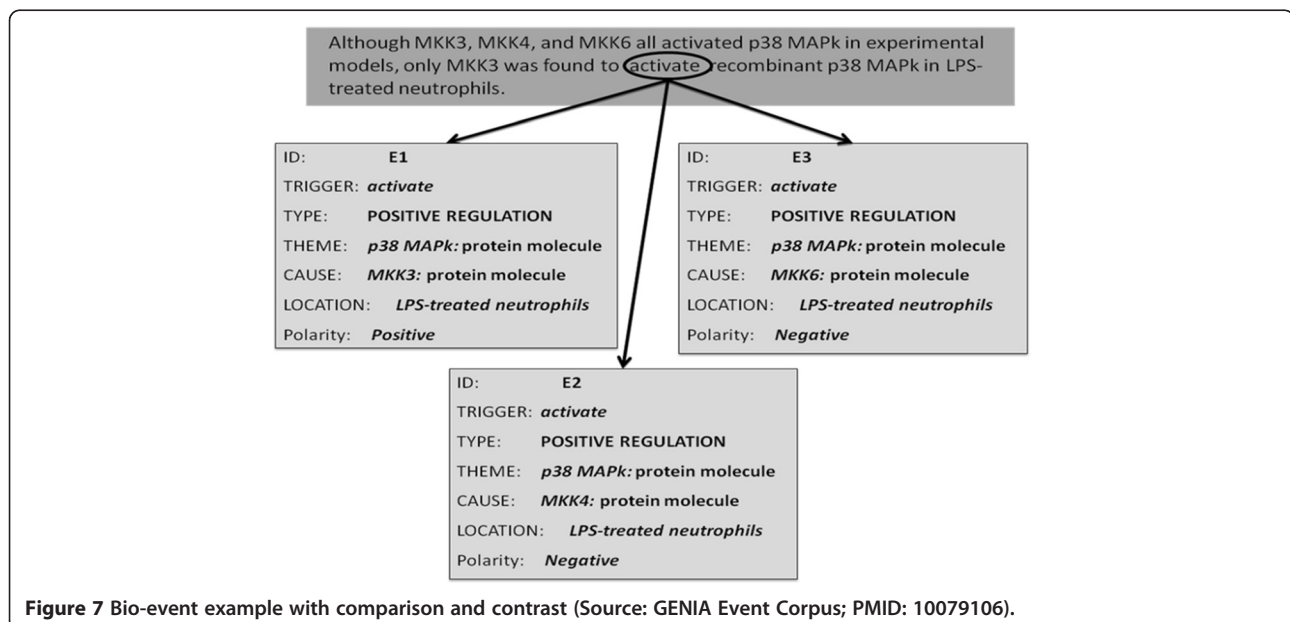 Although MKK3, MKK4, and MKK6 all activated p38 MAPk in experimental
models, only MKK3 was found to activate recombinant p38 MAPk in LPS-
treated neutrophils.
ID: E1
TRIGGER: activate
TYPE: POSITIVE REGULATION
THEME: p38 MAPk: protein molecule
CAUSE: MKK3: protein molecule
LOCATION: LPS-treated neutrophils
Polarity: Positive
ID: E3
TRIGGER: activate
TYPE: POSITIVE REGULATION
THEME: p38 MAPk: protein molecule
CAUSE: MKK6: protein molecule
LOCATION: LPS-treated neutrophils
Polarity: Negative
ID: E2
TRIGGER: activate
TYPE: POSITIVE REGULATION
THEME: p38 MAPk: protein molecule
CAUSE: MKK4: protein molecule
LOCATION: LPS-treated neutrophils
Polarity: Negative
Figure 7 Bio-event example with comparison and contrast (Source: GENIA Event Corpus; PMID: 10079106).